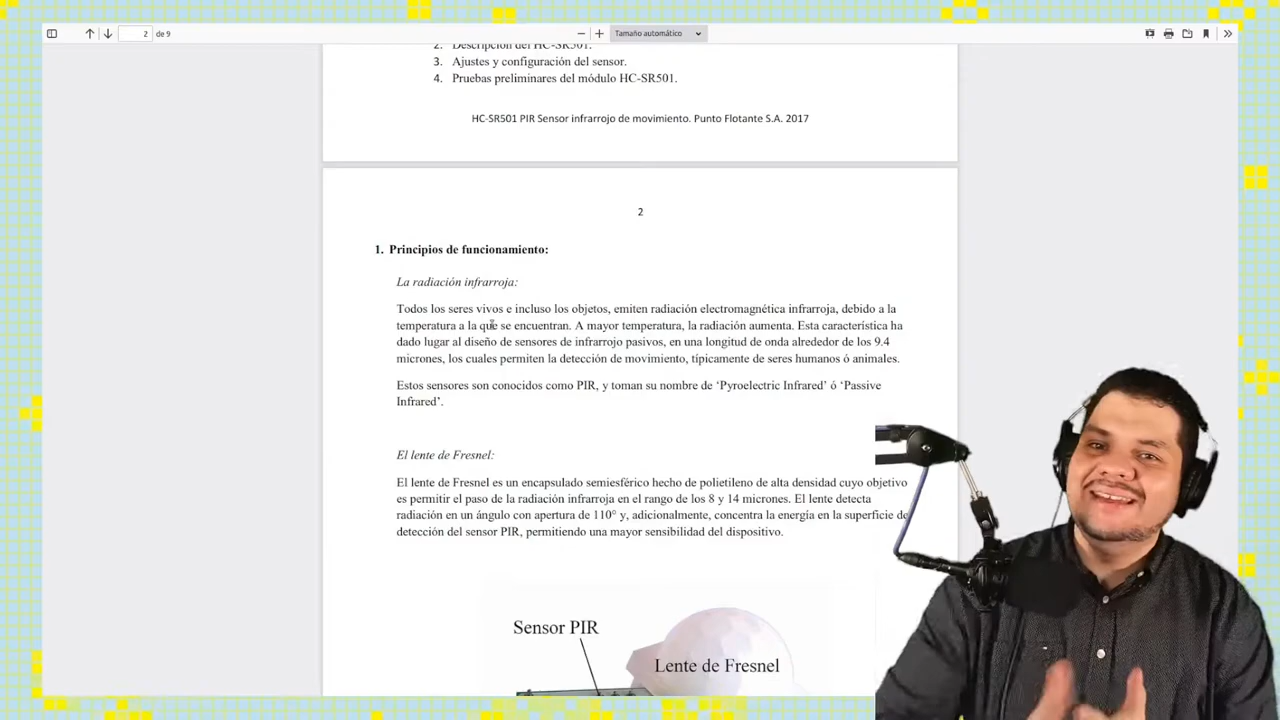 2 de 9
Tamaño automático
2. Descripción del HC-SR501.
3. Ajustes y configuración del sensor.
4. Pruebas preliminares del módulo HC-SR501.
HC-SR501 PIR Sensor infrarrojo de movimiento. Punto Flotante S.A. 2017
2
1. Principios de funcionamiento:
La radiación infrarroja:
Todos los seres vivos e incluso los objetos, emiten radiación electromagnética infrarroja, debido a la
temperatura a la que se encuentran. A mayor temperatura, la radiación aumenta. Esta característica ha
dado lugar al diseño de sensores de infrarrojo pasivos, en una longitud de onda alrededor de los 9.4
micrones, los cuales permiten la detección de movimiento, típicamente de seres humanos ó animales.
Estos sensores son conocidos como PIR, y toman su nombre de ‘Pyroelectric Infrared’ ó ‘Passive
Infrared’.
El lente de Fresnel:
El lente de Fresnel es un encapsulado semiesférico hecho de polietileno de alta densidad cuyo objetivo
es permitir el paso de la radiación infrarroja en el rango de los 8 y 14 micrones. El lente detecta
radiación en un ángulo con apertura de 110° y, adicionalmente, concentra la energía en la superficie de
detección del sensor PIR, permitiendo una mayor sensibilidad del dispositivo.
Sensor PIR
Lente de Fresnel